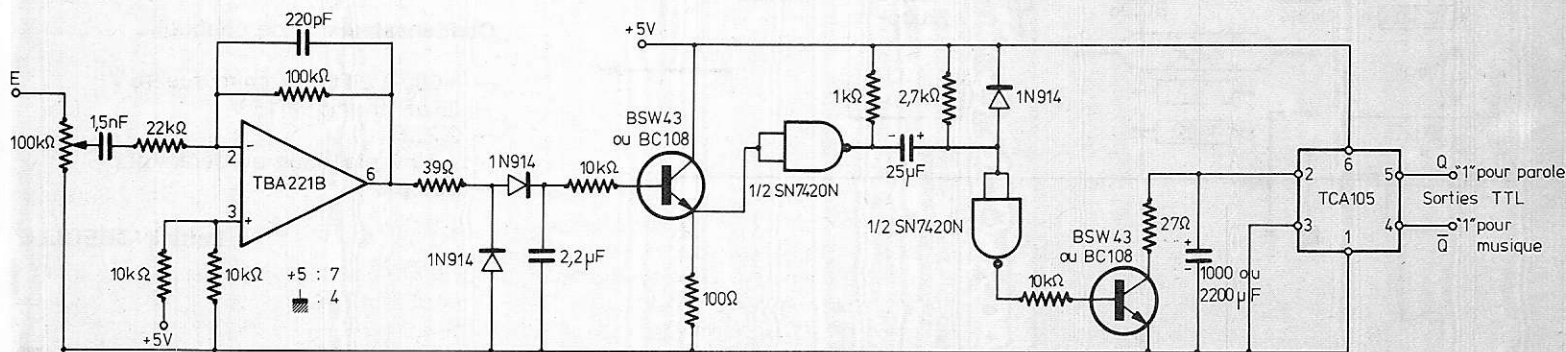 E
100kΩ
1,5nF
22kΩ
220pF
100kΩ
2
−
TBA221B
6
3
+
10kΩ
+5V
10kΩ
+5 : 7
: 4
39Ω
1N914
1N914
2,2µF
10kΩ
BSW43
ou BC108
100Ω
+5V
1/2 SN7420N
1kΩ
- +
25µF
2,7kΩ
1N914
1/2 SN7420N
10kΩ
BSW43
ou BC108
27Ω
+
−
1000 ou
2200µF
2
3
6
TCA105
5
4
1
Q "1" pour parole
Sorties TTL
Q̅ "1" pour
musique